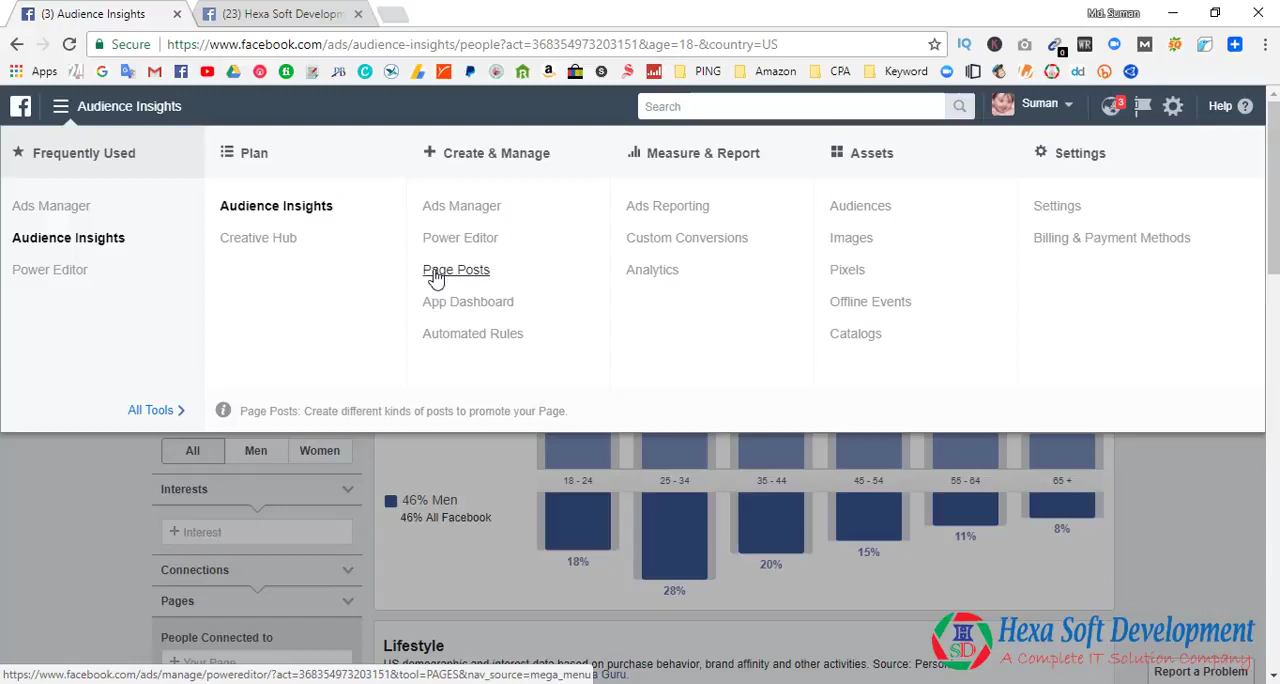 (3) Audience Insights
(23) Hexa Soft Developm
Md. Suman
Secure
https://www.facebook.com/ads/audience-insights/people?act=368354973203151&age=18-&country=US
Apps
PING
Amazon
CPA
Keyword
Audience Insights
Search
Suman
3
Help
Frequently Used
Plan
Create & Manage
Measure & Report
Assets
Settings
Ads Manager
Audience Insights
Ads Manager
Ads Reporting
Audiences
Settings
Audience Insights
Creative Hub
Power Editor
Custom Conversions
Images
Billing & Payment Methods
Power Editor
Page Posts
Analytics
Pixels
App Dashboard
Offline Events
Automated Rules
Catalogs
All Tools
Page Posts: Create different kinds of posts to promote your Page.
All
Men
Women
18 - 24
25 - 34
35 - 44
45 - 54
55 - 64
65 +
Interests
46% Men
46% All Facebook
+ Interest
18%
28%
20%
15%
11%
8%
Connections
Pages
People Connected to
+ Your Page
Lifestyle
US demographic and interest data based on purchase behavior, brand affinity and other activities. Source: Person
Guru.
Hexa Soft Development
A Complete IT Solution Company
HSD
Report a Problem
https://www.facebook.com/ads/manage/powereditor/?act=368354973203151&tool=PAGES&nav_source=mega_menu